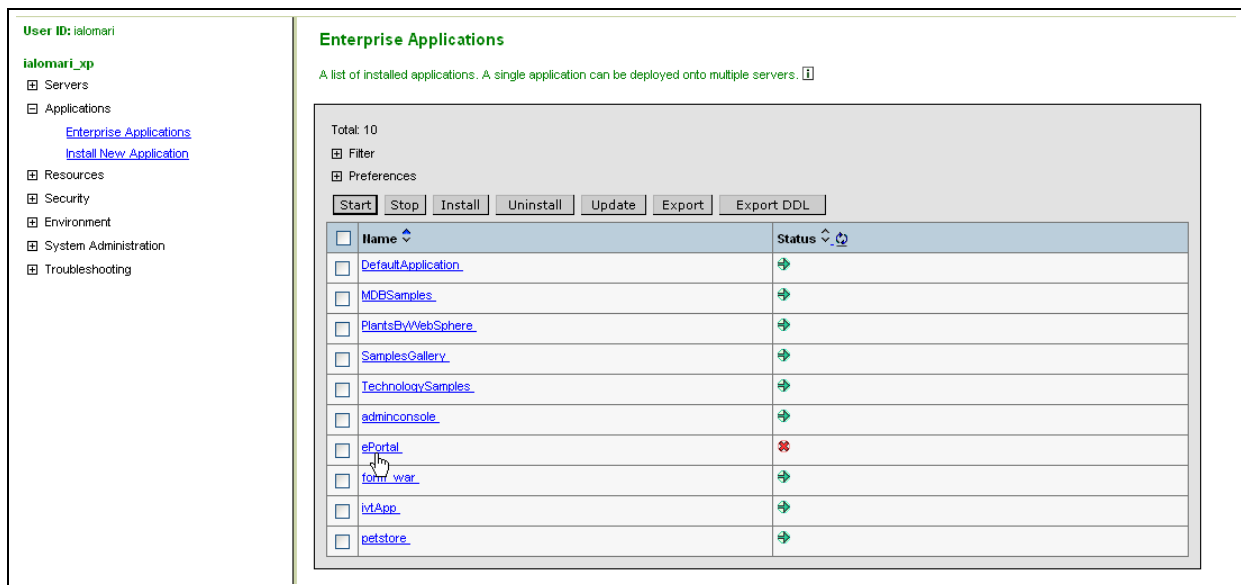 User ID: ialomari
ialomari_xp
Servers
Applications
Enterprise Applications
Install New Application
Resources
Security
Environment
System Administration
Troubleshooting
Enterprise Applications
A list of installed applications. A single application can be deployed onto multiple servers. i
Total: 10
Filter
Preferences
Start Stop Install Uninstall Update Export Export DDL
Name Status
DefaultApplication
MDBSamples
PlantsByWebSphere
SamplesGallery
TechnologySamples
adminconsole
ePortal
form_war
ivtApp
petstore